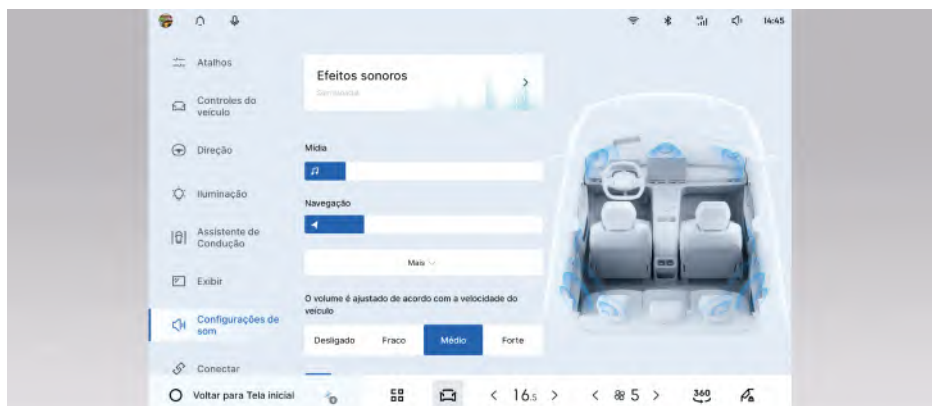 14:45
Atalhos
Efeitos sonoros
Controles do
veículo
Direção
Mídia
Iluminação
Navegação
Assistente de
Condução
Mais
Exibir
O volume é ajustado de acordo com a velocidade do
veículo
Configurações de
som
Desligado Fraco Médio Forte
Conectar
Voltar para Tela inicial
< 16.5 >
< 5 >
360